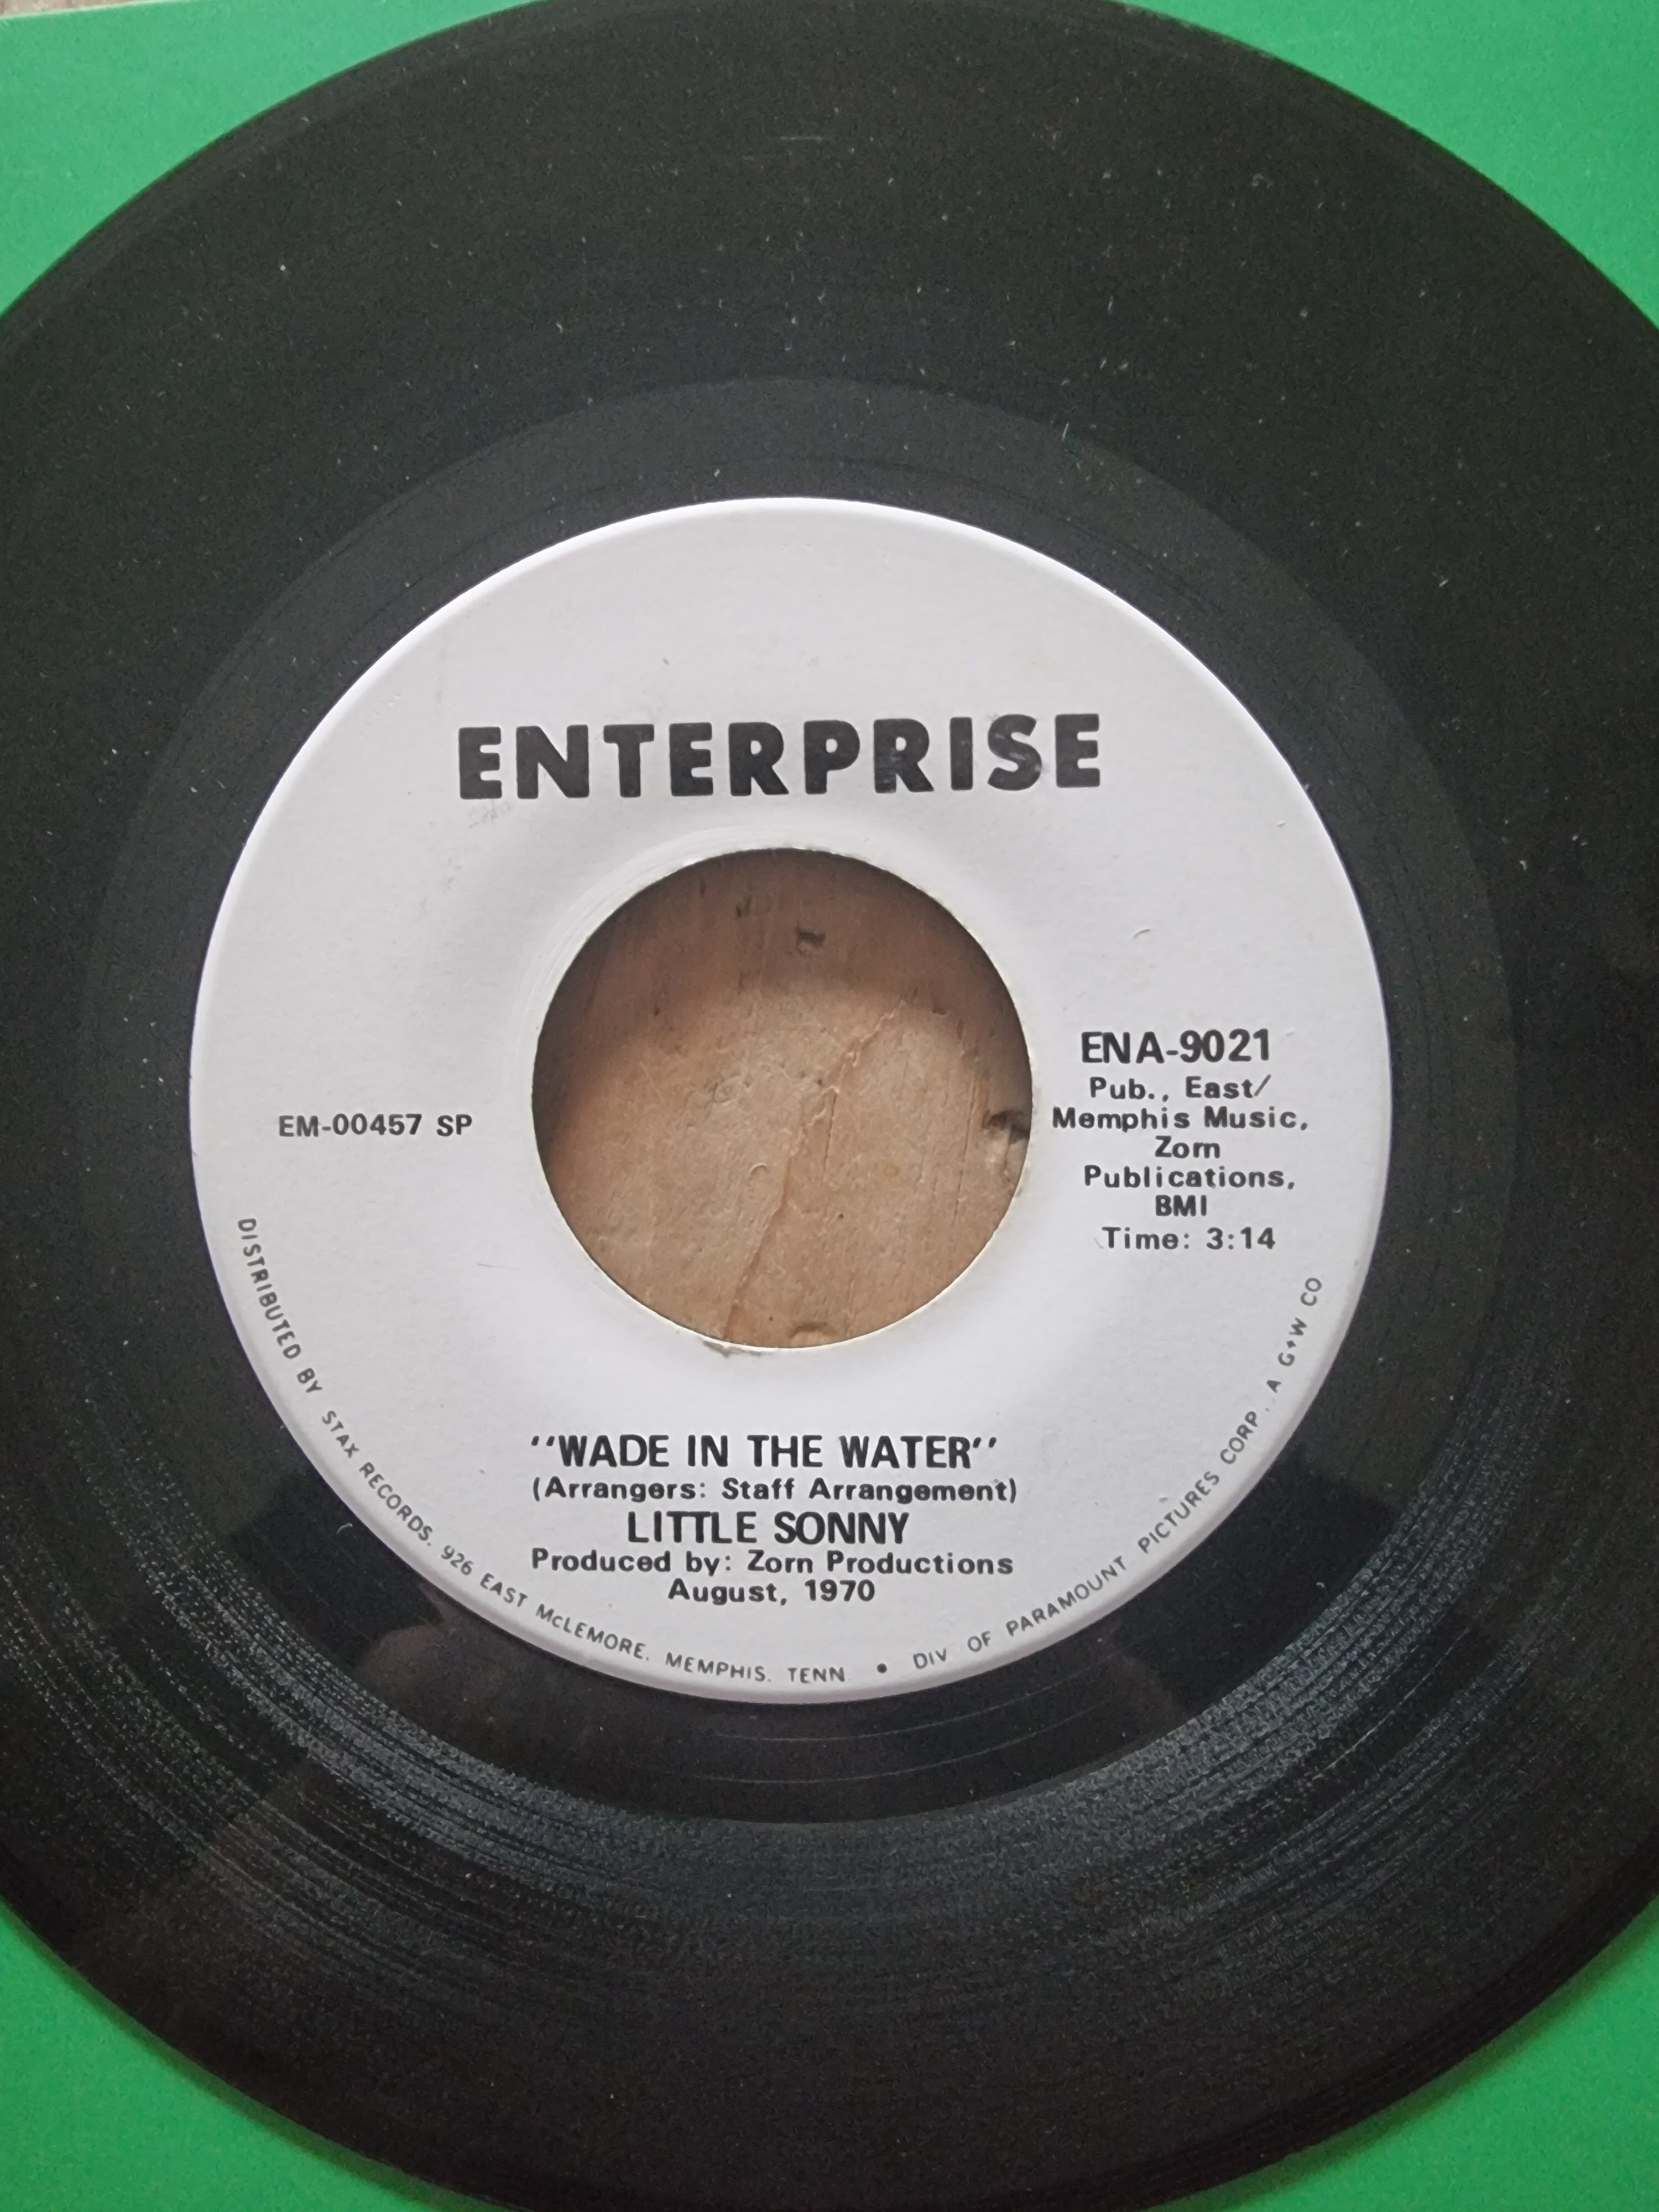 ENTERPRISE
EM-00457 SP
ENA-9021
Pub., East/
Memphis Music,
Zorn
Publications,
BMI
Time: 3:14
"WADE IN THE WATER"
(Arrangers: Staff Arrangement)
LITTLE SONNY
Produced by: Zorn Productions
August, 1970
DISTRIBUTED BY STAX RECORDS, 926 EAST McLEMORE, MEMPHIS, TENN. • DIV OF PARAMOUNT PICTURES CORP., A G+W CO